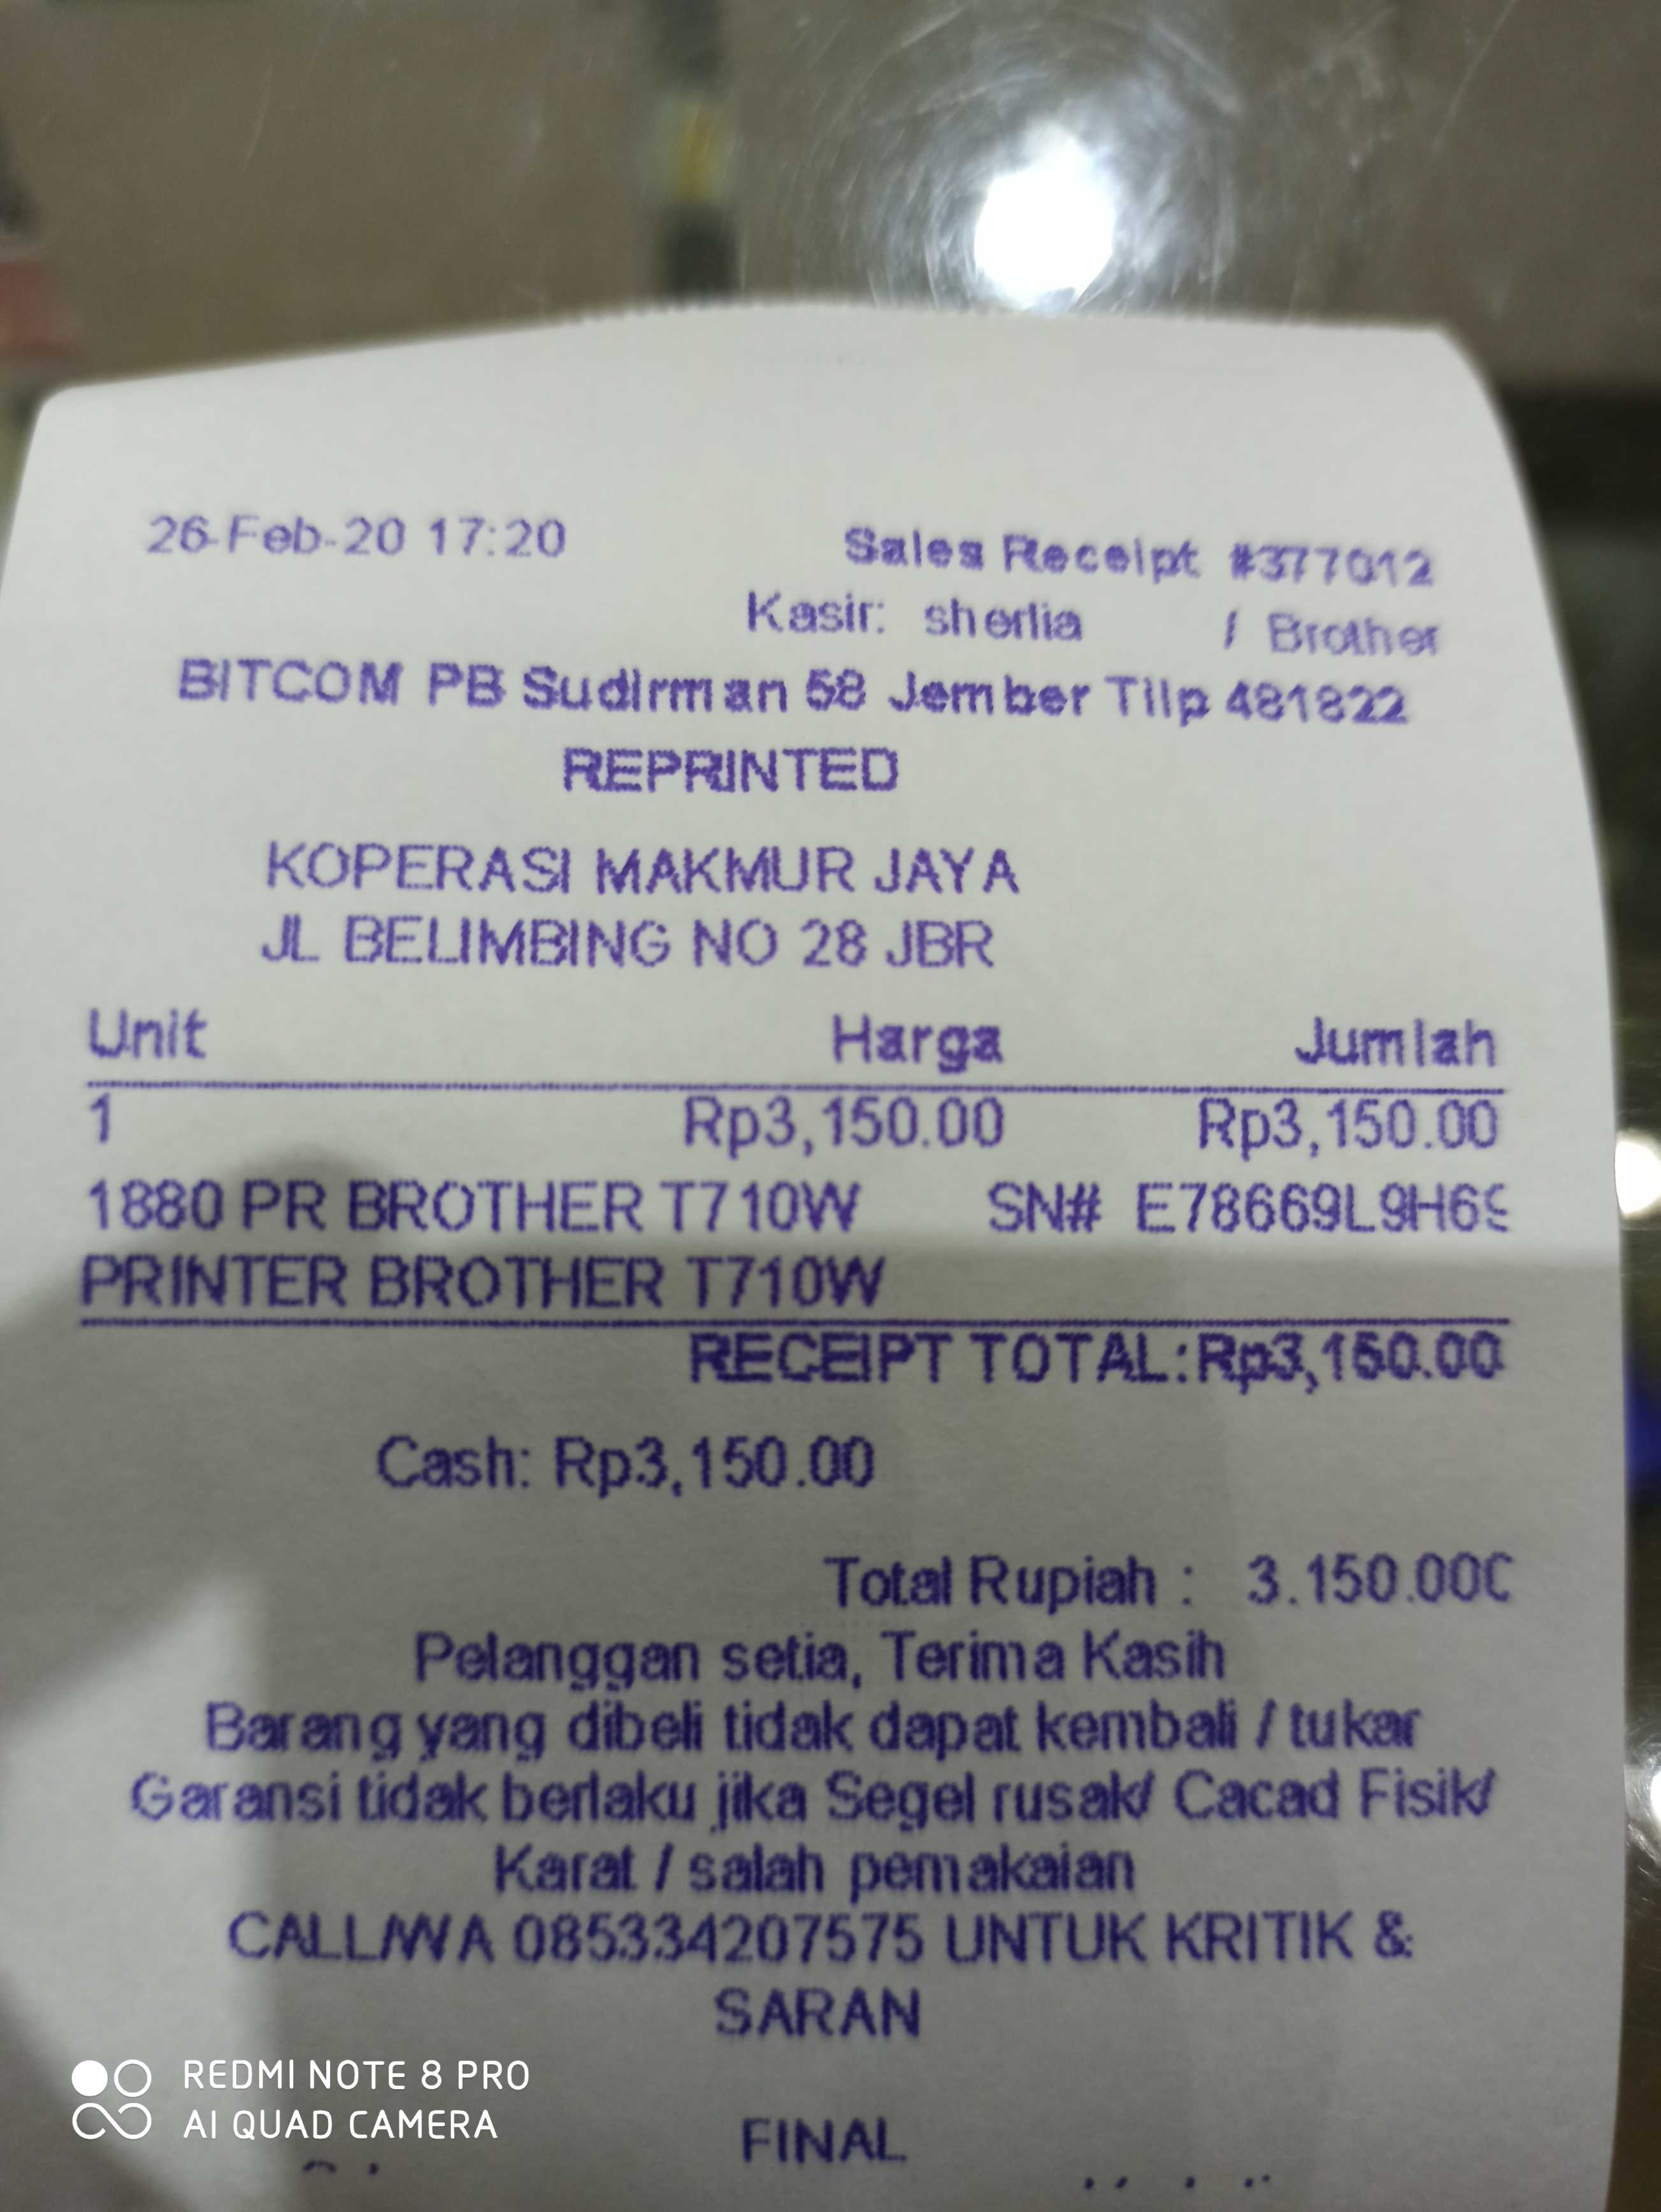 26-Feb-20 17:20 Sales Receipt #377012
Kasir: sherlia / Brother
BITCOM PB Sudirman 58 Jember Tilp 481822
REPRINTED
KOPERASI MAKMUR JAYA
JL BELIMBING NO 28 JBR
Unit Harga Jumlah
1 Rp3,150.00 Rp3,150.00
1880 PR BROTHER T710W SN# E78669L9H69
PRINTER BROTHER T710W
RECEIPT TOTAL: Rp3,150.00
Cash: Rp3,150.00
Total Rupiah : 3.150.000
Pelanggan setia, Terima Kasih
Barang yang dibeli tidak dapat kembali / tukar
Garansi tidak berlaku jika Segel rusak/ Cacad Fisik/
Karat / salah pemakaian
CALL/WA 085334207575 UNTUK KRITIK &
SARAN
FINAL
REDMI NOTE 8 PRO
AI QUAD CAMERA